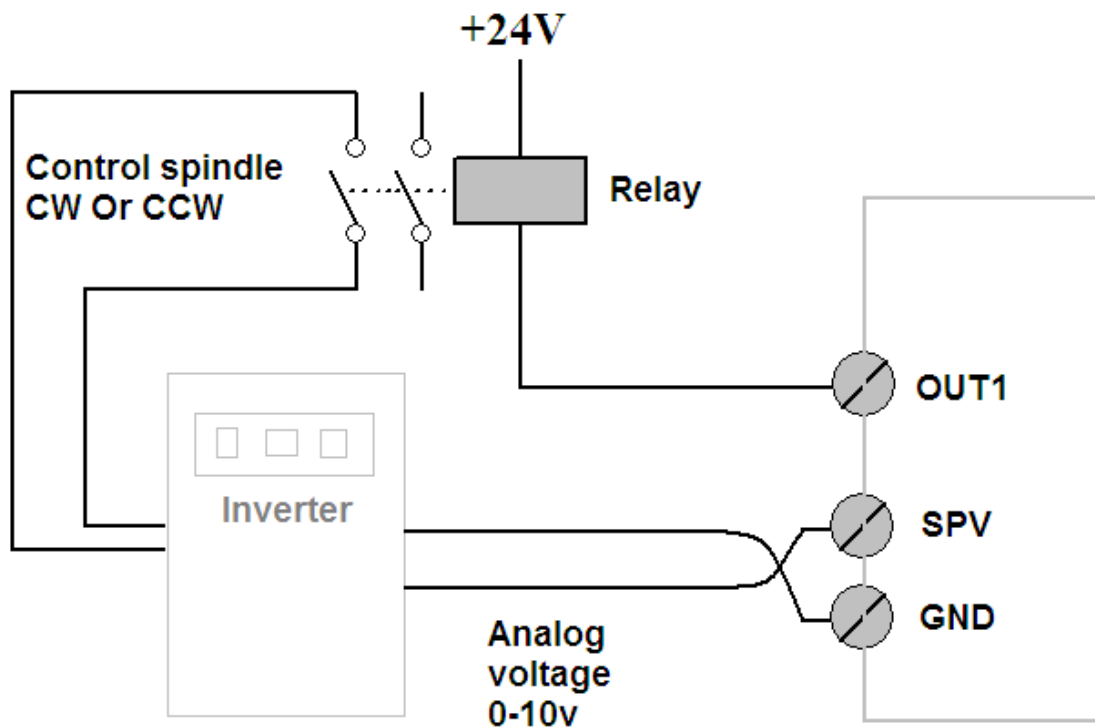 +24V
Control spindle
CW Or CCW
Relay
OUT1
Inverter
SPV
GND
Analog
voltage
0-10v